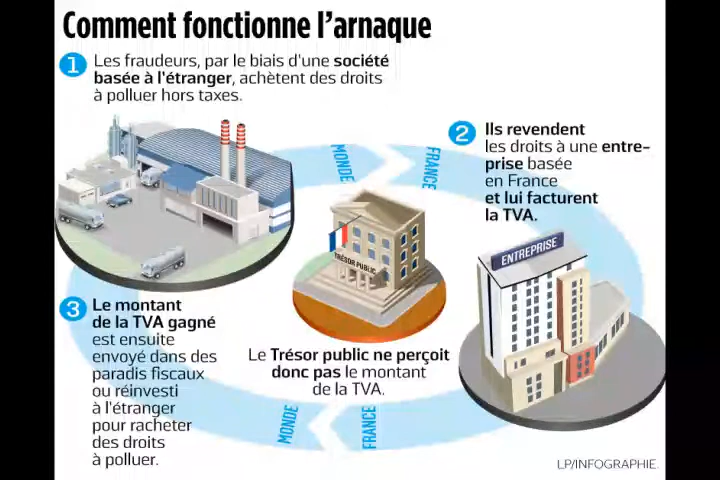 Comment fonctionne l'arnaque
1 Les fraudeurs, par le biais d'une société
basée à l'étranger, achètent des droits
à polluer hors taxes.
MONDE
FRANCE
2 Ils revendent
les droits à une entre-
prise basée
en France
et lui facturent
la TVA.
TRÉSOR PUBLIC
ENTREPRISE
3 Le montant
de la TVA gagné
est ensuite
envoyé dans des
paradis fiscaux
ou réinvesti
à l'étranger
pour racheter
des droits
à polluer.
Le Trésor public ne perçoit
donc pas le montant
de la TVA.
MONDE
FRANCE
LP/INFOGRAPHIE.